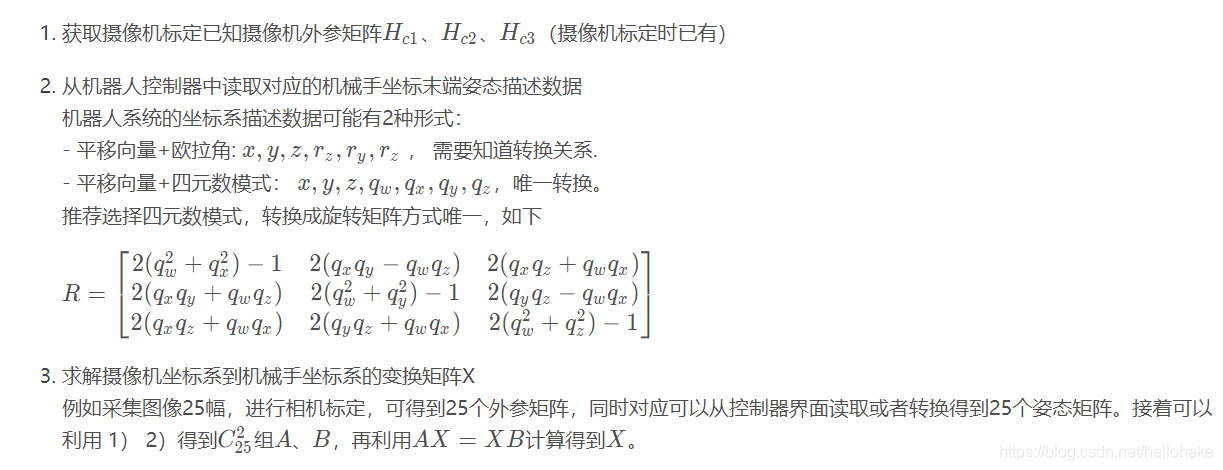 1. 获取摄像机标定已知摄像机外参矩阵H_{c1}、H_{c2}、H_{c3}（摄像机标定时已有）
2. 从机器人控制器中读取对应的机械手坐标末端姿态描述数据
机器人系统的坐标系描述数据可能有2种形式：
- 平移向量+欧拉角: x, y, z, r_z, r_y, r_z ， 需要知道转换关系.
- 平移向量+四元数模式： x, y, z, q_w, q_x, q_y, q_z，唯一转换。
推荐选择四元数模式，转换成旋转矩阵方式唯一，如下
R = [2(q_w^2 + q_x^2) − 1 2(q_x q_y − q_w q_z) 2(q_x q_z + q_w q_x)
2(q_x q_y + q_w q_z) 2(q_w^2 + q_y^2) − 1 2(q_y q_z − q_w q_x)
2(q_x q_z + q_w q_x) 2(q_y q_z + q_w q_x) 2(q_w^2 + q_z^2) − 1]
3. 求解摄像机坐标系到机械手坐标系的变换矩阵X
例如采集图像25幅，进行相机标定，可得到25个外参矩阵，同时对应可以从控制器界面读取或者转换得到25个姿态矩阵。接着可以
利用 1） 2）得到C_{25}^2组A、B，再利用AX = XB计算得到X。
https://blog.csdn.net/hellohake